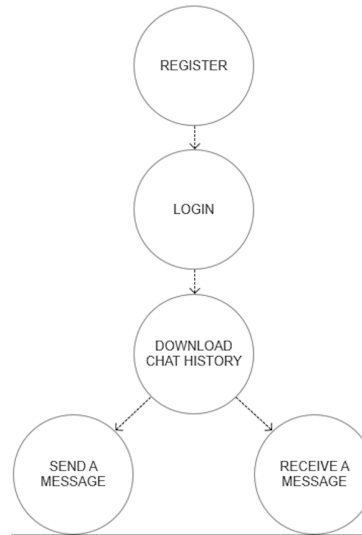 REGISTER
LOGIN
DOWNLOAD
CHAT HISTORY
SEND A
MESSAGE
RECEIVE A
MESSAGE